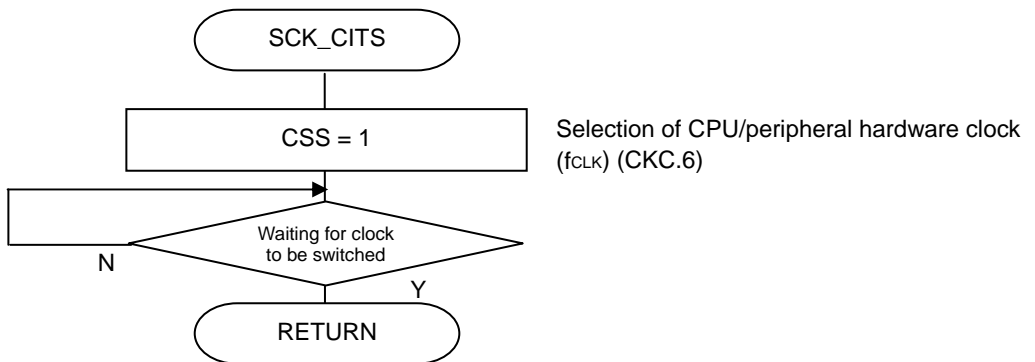 SCK_CITS
CSS = 1
Selection of CPU/peripheral hardware clock
(fCLK) (CKC.6)
Waiting for clock
to be switched
N
Y
RETURN